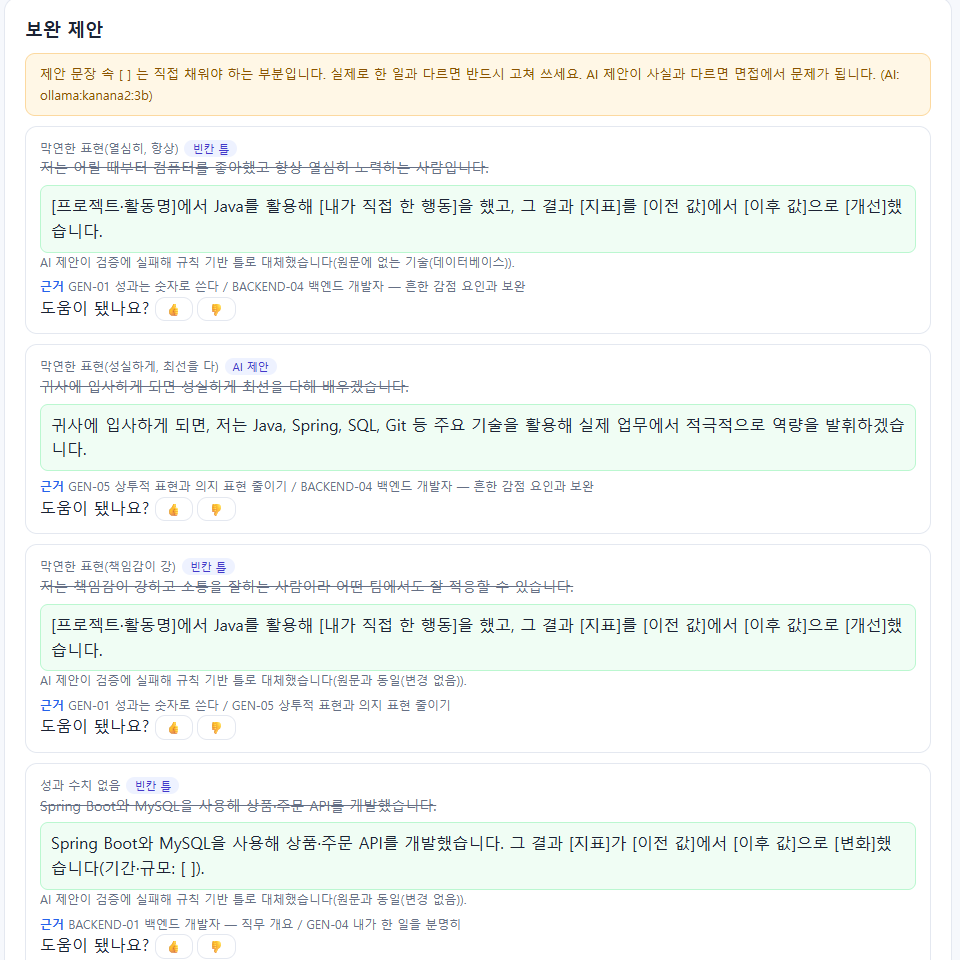 보완 제안
제안 문장 속 [ ] 는 직접 채워야 하는 부분입니다. 실제로 한 일과 다르면 반드시 고쳐 쓰세요. AI 제안이 사실과 다르면 면접에서 문제가 됩니다. (AI:
ollama:kanana2:3b)
막연한 표현(열심히, 항상) 빈칸 틀
저는 어릴 때부터 컴퓨터를 좋아했고 항상 열심히 노력하는 사람입니다.
[프로젝트·활동명]에서 Java를 활용해 [내가 직접 한 행동]을 했고, 그 결과 [지표]를 [이전 값]에서 [이후 값]으로 [개선]했
습니다.
AI 제안이 검증에 실패해 규칙 기반 틀로 대체했습니다(원문에 없는 기술(데이터베이스)).
근거 GEN-01 성과는 숫자로 쓴다 / BACKEND-04 백엔드 개발자 — 흔한 감점 요인과 보완
도움이 됐나요? 👍 👎
막연한 표현(성실하게, 최선을 다) AI 제안
귀사에 입사하게 되면 성실하게 최선을 다해 배우겠습니다.
귀사에 입사하게 되면, 저는 Java, Spring, SQL, Git 등 주요 기술을 활용해 실제 업무에서 적극적으로 역량을 발휘하겠습
니다.
근거 GEN-05 상투적 표현과 의지 표현 줄이기 / BACKEND-04 백엔드 개발자 — 흔한 감점 요인과 보완
도움이 됐나요? 👍 👎
막연한 표현(책임감이 강) 빈칸 틀
저는 책임감이 강하고 소통을 잘하는 사람이라 어떤 팀에서도 잘 적응할 수 있습니다.
[프로젝트·활동명]에서 Java를 활용해 [내가 직접 한 행동]을 했고, 그 결과 [지표]를 [이전 값]에서 [이후 값]으로 [개선]했
습니다.
AI 제안이 검증에 실패해 규칙 기반 틀로 대체했습니다(원문과 동일(변경 없음)).
근거 GEN-01 성과는 숫자로 쓴다 / GEN-05 상투적 표현과 의지 표현 줄이기
도움이 됐나요? 👍 👎
성과 수치 없음 빈칸 틀
Spring Boot와 MySQL을 사용해 상품·주문 API를 개발했습니다.
Spring Boot와 MySQL을 사용해 상품·주문 API를 개발했습니다. 그 결과 [지표]가 [이전 값]에서 [이후 값]으로 [변화]했
습니다(기간·규모: [ ]).
AI 제안이 검증에 실패해 규칙 기반 틀로 대체했습니다(원문과 동일(변경 없음)).
근거 BACKEND-01 백엔드 개발자 — 직무 개요 / GEN-04 내가 한 일을 분명히
도움이 됐나요? 👍 👎